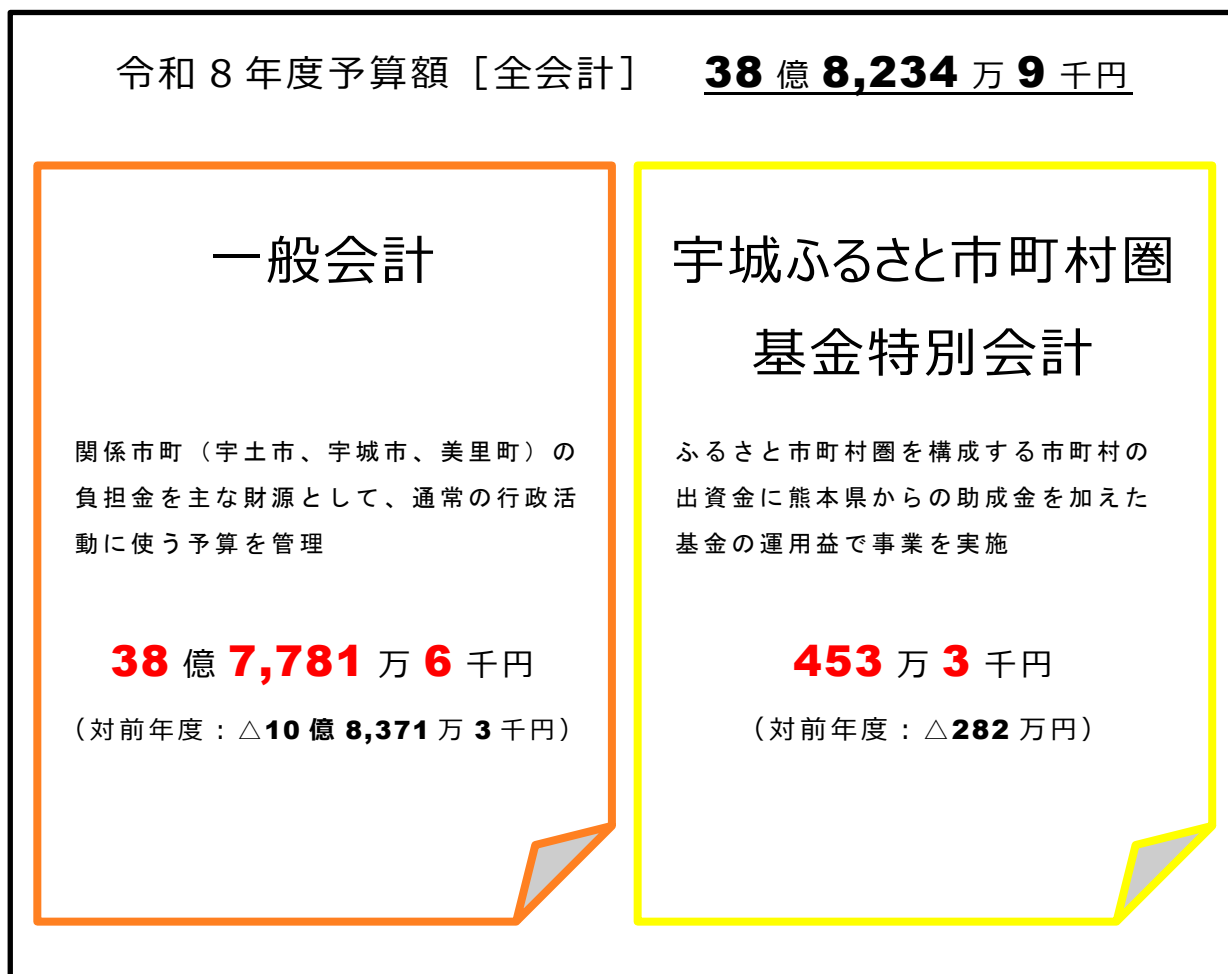 令和８年度予算額［全会計］ 38 億 8,234 万 9 千円
一般会計
関係市町（宇土市、宇城市、美里町）の
負担金を主な財源として、通常の行政活
動に使う予算を管理
38 億 7,781 万 6 千円
（対前年度：△10 億 8,371 万 3 千円）
宇城ふるさと市町村圏
基金特別会計
ふるさと市町村圏を構成する市町村の
出資金に熊本県からの助成金を加えた
基金の運用益で事業を実施
453 万 3 千円
（対前年度：△282 万円）